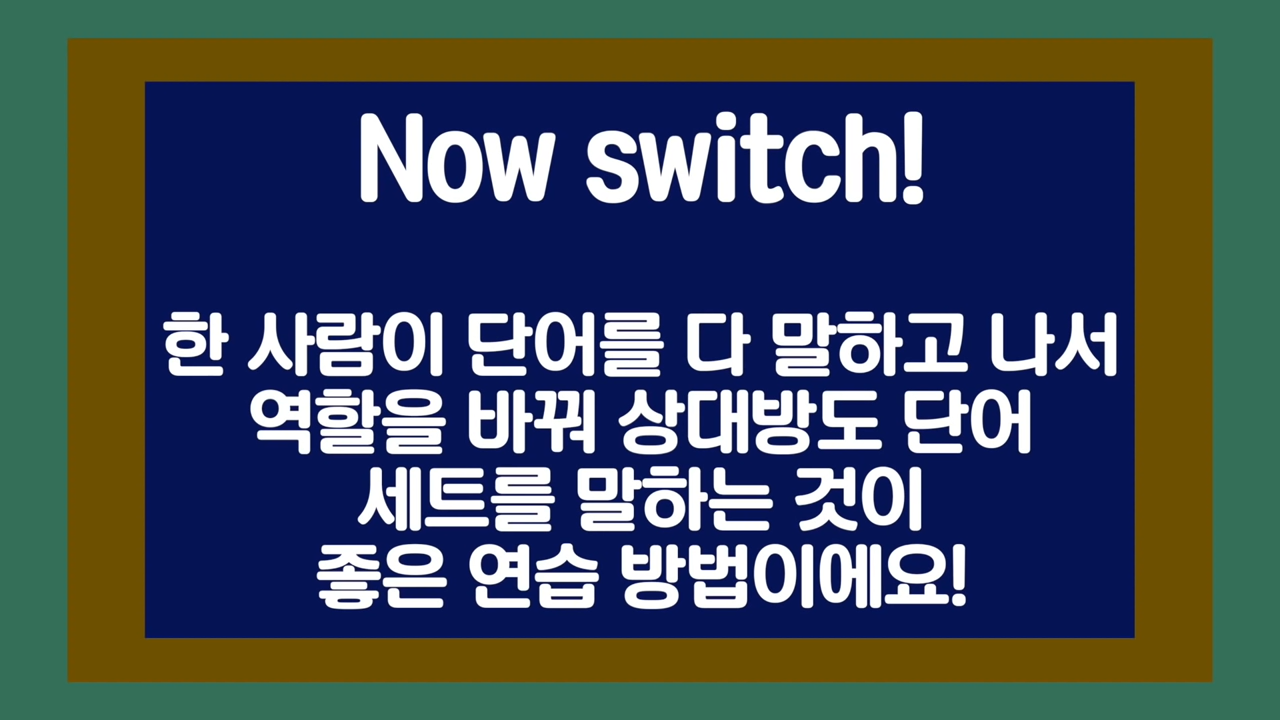 Now switch!
한 사람이 단어를 다 말하고 나서
역할을 바꿔 상대방도 단어
세트를 말하는 것이
좋은 연습 방법이에요!